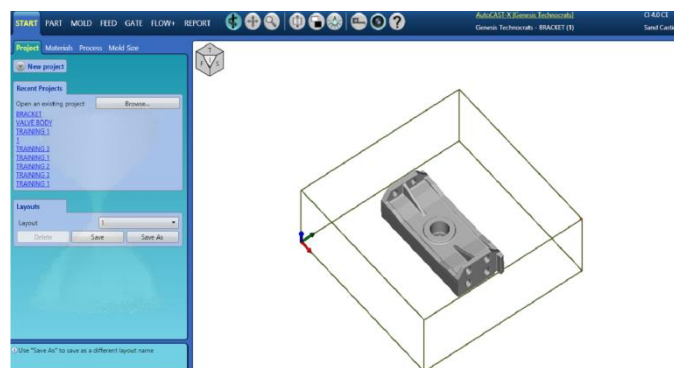 START PART MOLD FEED GATE FLOW+ REPORT
AutoCAST-X [Genesis Technocrats]
Genesis Technocrats - BRACKET (1)
CI 4.0 CE
Project Materials Process Mold Size
New project
Recent Projects
Open an existing project Browse...
BRACKET
VALVE BODY
TRAINING 1
1
TRAINING 3
TRAINING 1
TRAINING 2
TRAINING 3
TRAINING 1
Layouts
Layout 1
Delete Save Save As
Use "Save As" to save as a different layout name